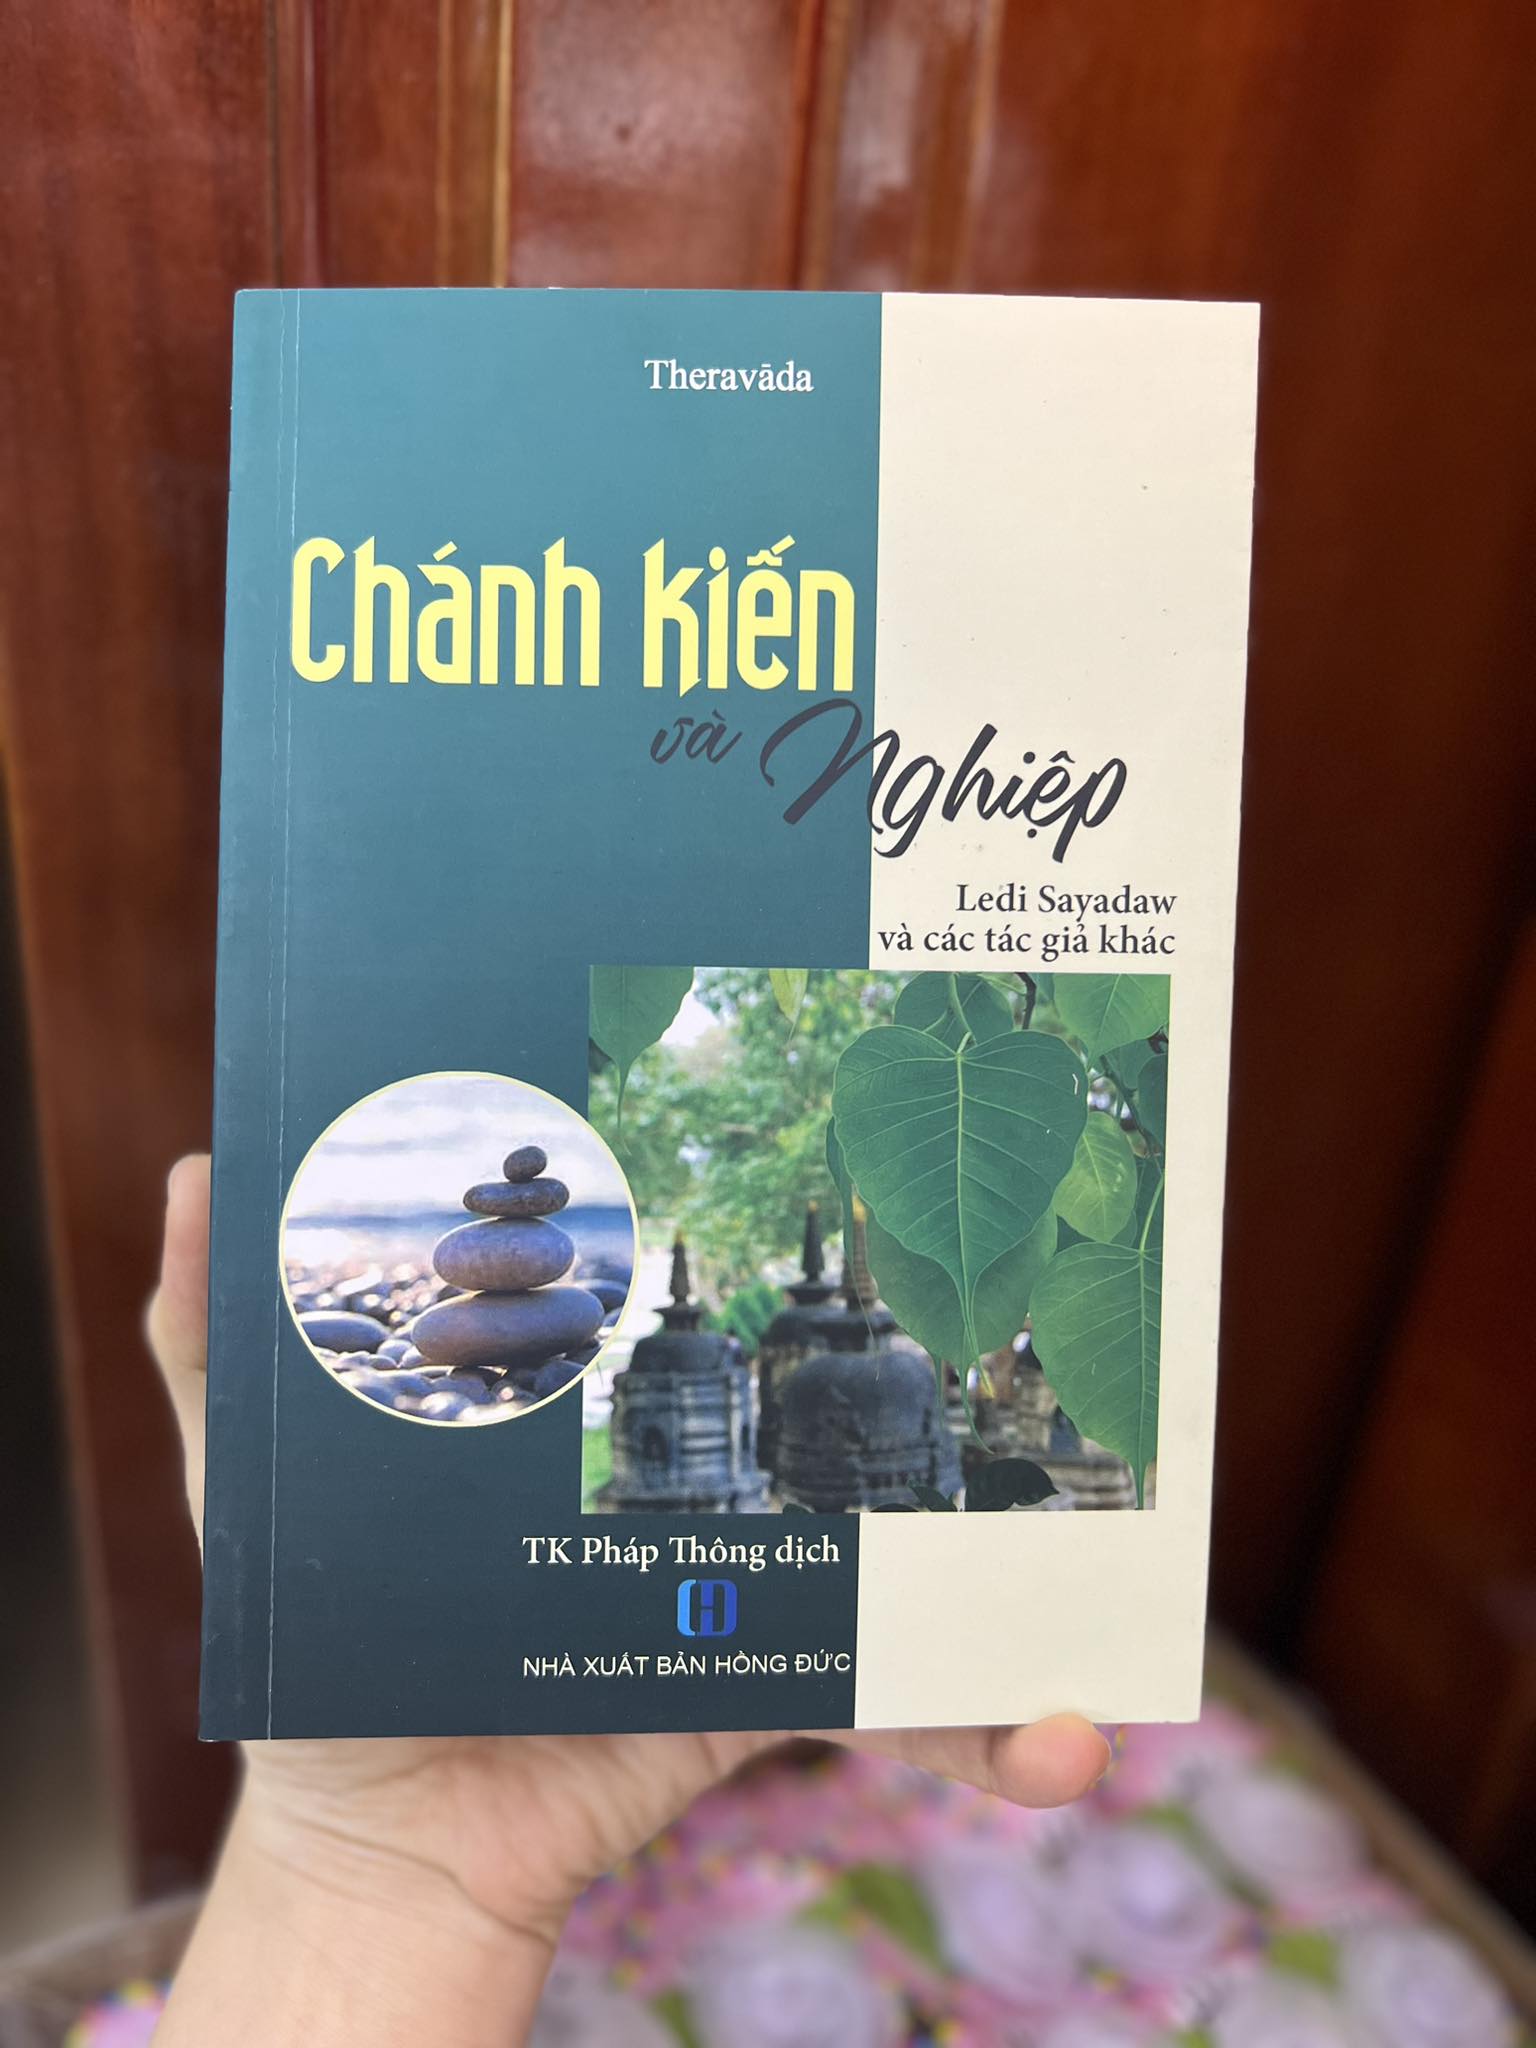 Theravāda
Chánh kiến
và Nghiệp
Ledi Sayadaw
và các tác giả khác
TK Pháp Thông dịch
NHÀ XUẤT BẢN HỒNG ĐỨC